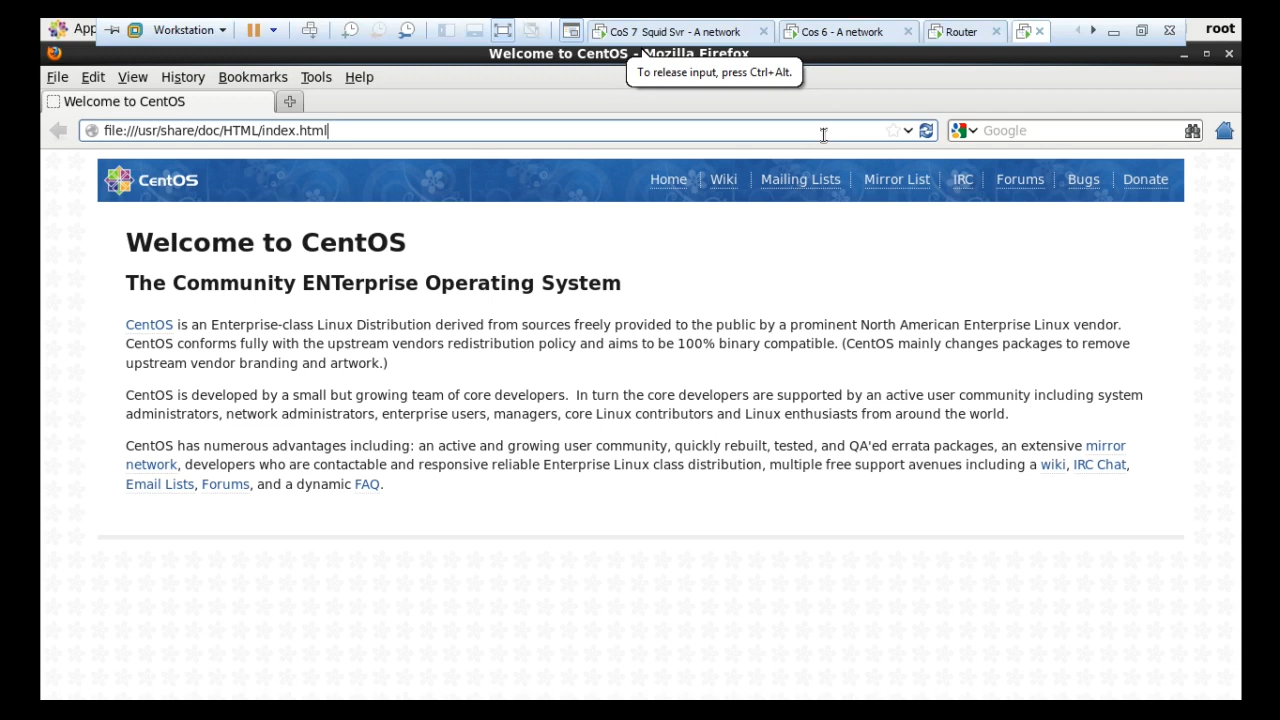 App
Workstation
CoS 7 Squid Svr - A network
Cos 6 - A network
Router
root
Welcome to CentOS - Mozilla Firefox
To release input, press Ctrl+Alt.
File Edit View History Bookmarks Tools Help
Welcome to CentOS
file:///usr/share/doc/HTML/index.html
Google
CentOS
Home Wiki Mailing Lists Mirror List IRC Forums Bugs Donate
Welcome to CentOS
The Community ENTerprise Operating System
CentOS is an Enterprise-class Linux Distribution derived from sources freely provided to the public by a prominent North American Enterprise Linux vendor.
CentOS conforms fully with the upstream vendors redistribution policy and aims to be 100% binary compatible. (CentOS mainly changes packages to remove
upstream vendor branding and artwork.)
CentOS is developed by a small but growing team of core developers.  In turn the core developers are supported by an active user community including system
administrators, network administrators, enterprise users, managers, core Linux contributors and Linux enthusiasts from around the world.
CentOS has numerous advantages including: an active and growing user community, quickly rebuilt, tested, and QA'ed errata packages, an extensive mirror
network, developers who are contactable and responsive reliable Enterprise Linux class distribution, multiple free support avenues including a wiki, IRC Chat,
Email Lists, Forums, and a dynamic FAQ.